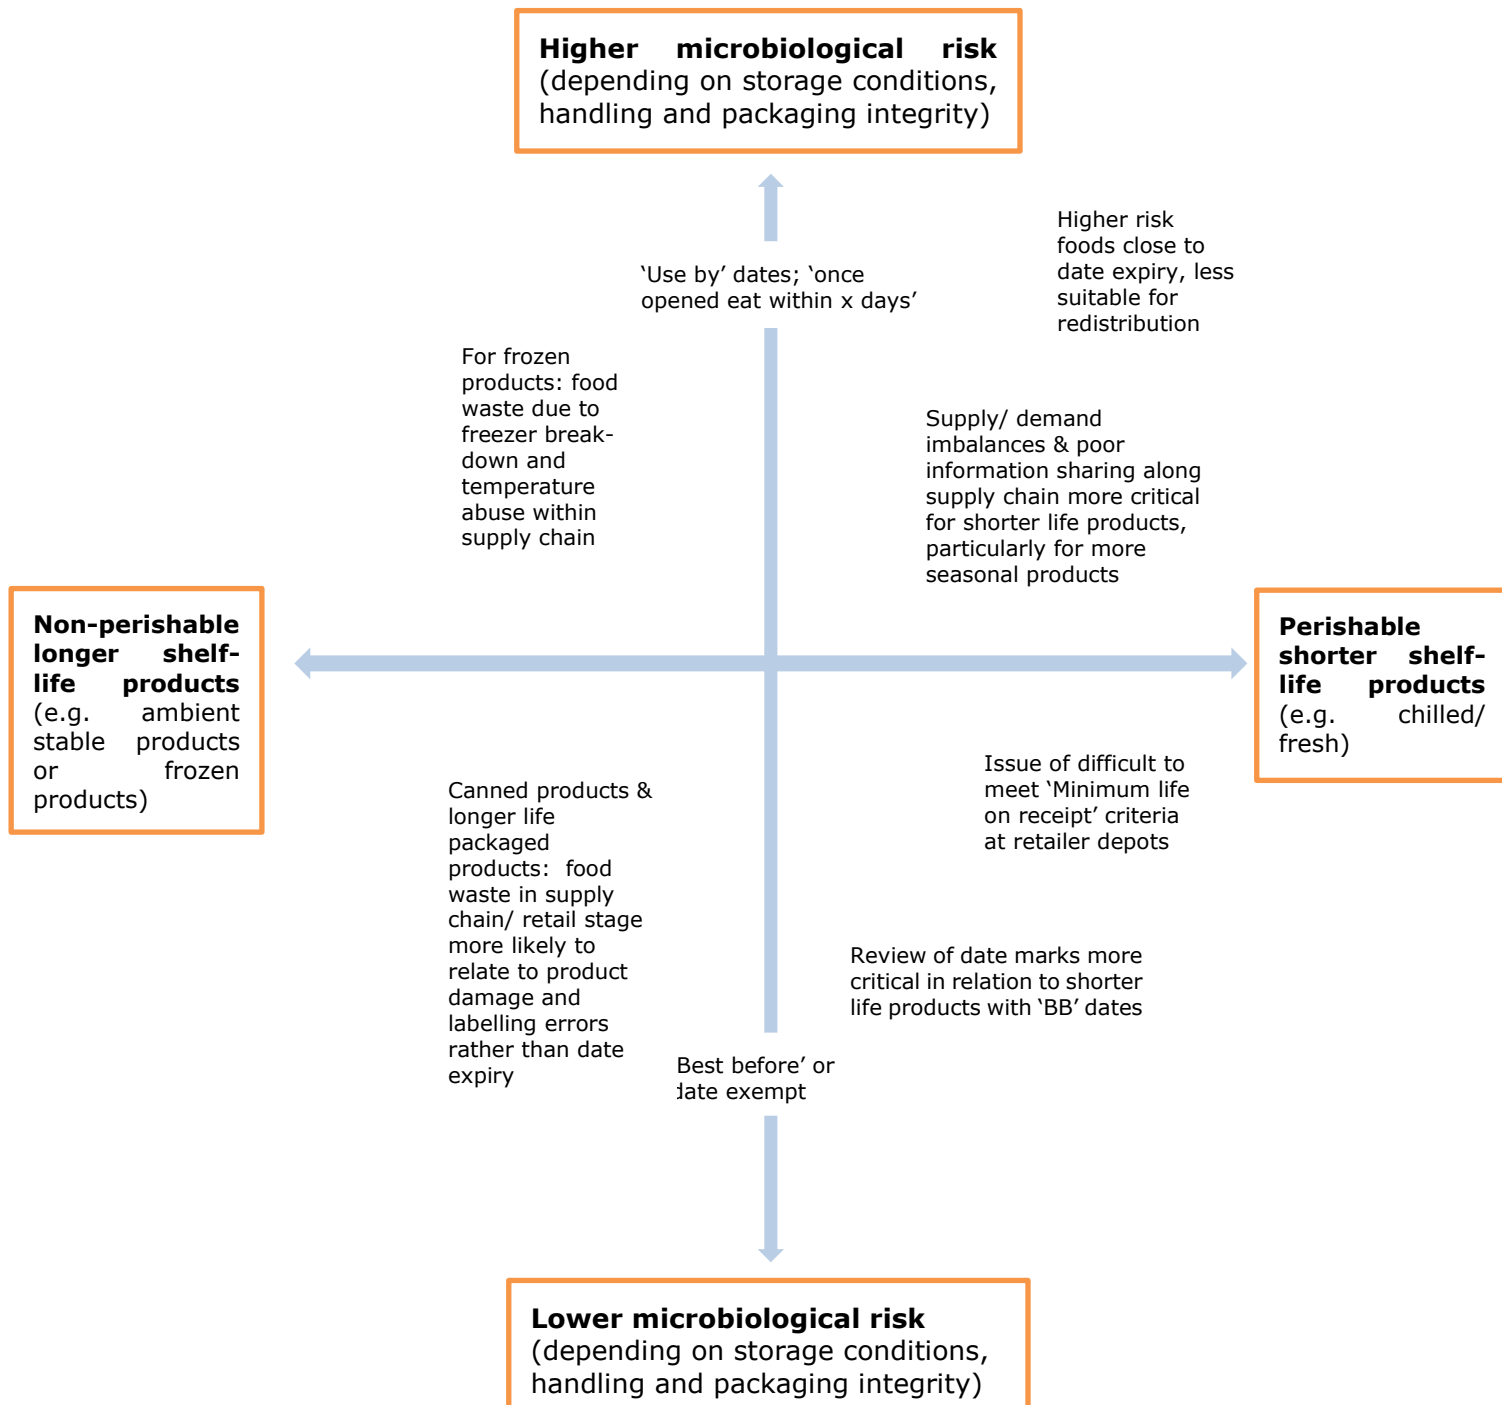 Higher microbiological risk
(depending on storage conditions,
handling and packaging integrity)
Higher risk
foods close to
date expiry, less
suitable for
redistribution
‘Use by’ dates; ‘once
opened eat within x days’
For frozen
products: food
waste due to
freezer break-
down and
temperature
abuse within
supply chain
Supply/ demand
imbalances & poor
information sharing along
supply chain more critical
for shorter life products,
particularly for more
seasonal products
Non-perishable
longer shelf-
life products
(e.g. ambient
stable products
or frozen
products)
Perishable
shorter shelf-
life products
(e.g. chilled/
fresh)
Issue of difficult to
meet ‘Minimum life
on receipt’ criteria
at retailer depots
Canned products &
longer life
packaged
products: food
waste in supply
chain/ retail stage
more likely to
relate to product
damage and
labelling errors
rather than date
expiry
Review of date marks more
critical in relation to shorter
life products with ‘BB’ dates
Best before’ or
date exempt
Lower microbiological risk
(depending on storage conditions,
handling and packaging integrity)